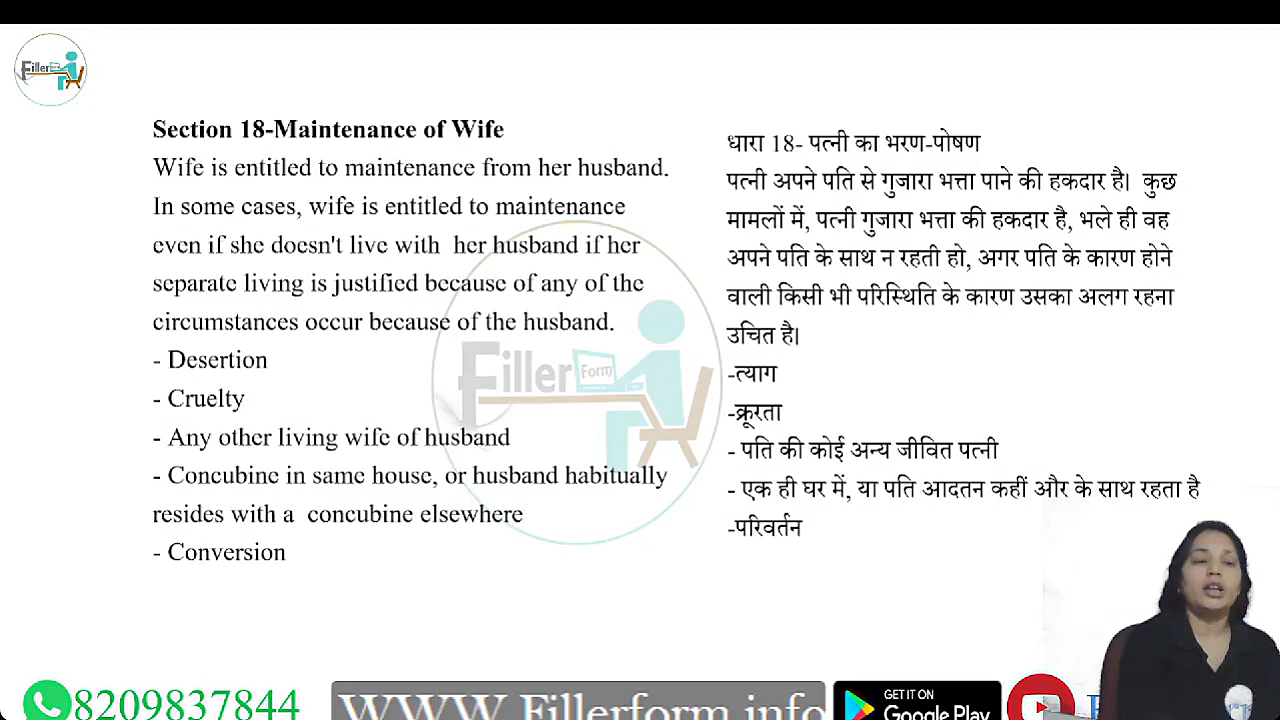 Filler Form
Section 18-Maintenance of Wife
Wife is entitled to maintenance from her husband.
In some cases, wife is entitled to maintenance
even if she doesn't live with her husband if her
separate living is justified because of any of the
circumstances occur because of the husband.
- Desertion
- Cruelty
- Any other living wife of husband
- Concubine in same house, or husband habitually
resides with a concubine elsewhere
- Conversion
धारा 18- पत्नी का भरण-पोषण
पत्नी अपने पति से गुजारा भत्ता पाने की हकदार है। कुछ
मामलों में, पत्नी गुजारा भत्ता की हकदार है, भले ही वह
अपने पति के साथ न रहती हो, अगर पति के कारण होने
वाली किसी भी परिस्थिति के कारण उसका अलग रहना
उचित है।
-त्याग
-क्रूरता
- पति की कोई अन्य जीवित पत्नी
- एक ही घर में, या पति आदतन कहीं और के साथ रहता है
-परिवर्तन
Filler Form
8209837844
WWW.Fillerform.info
GET IT ON
Google Play